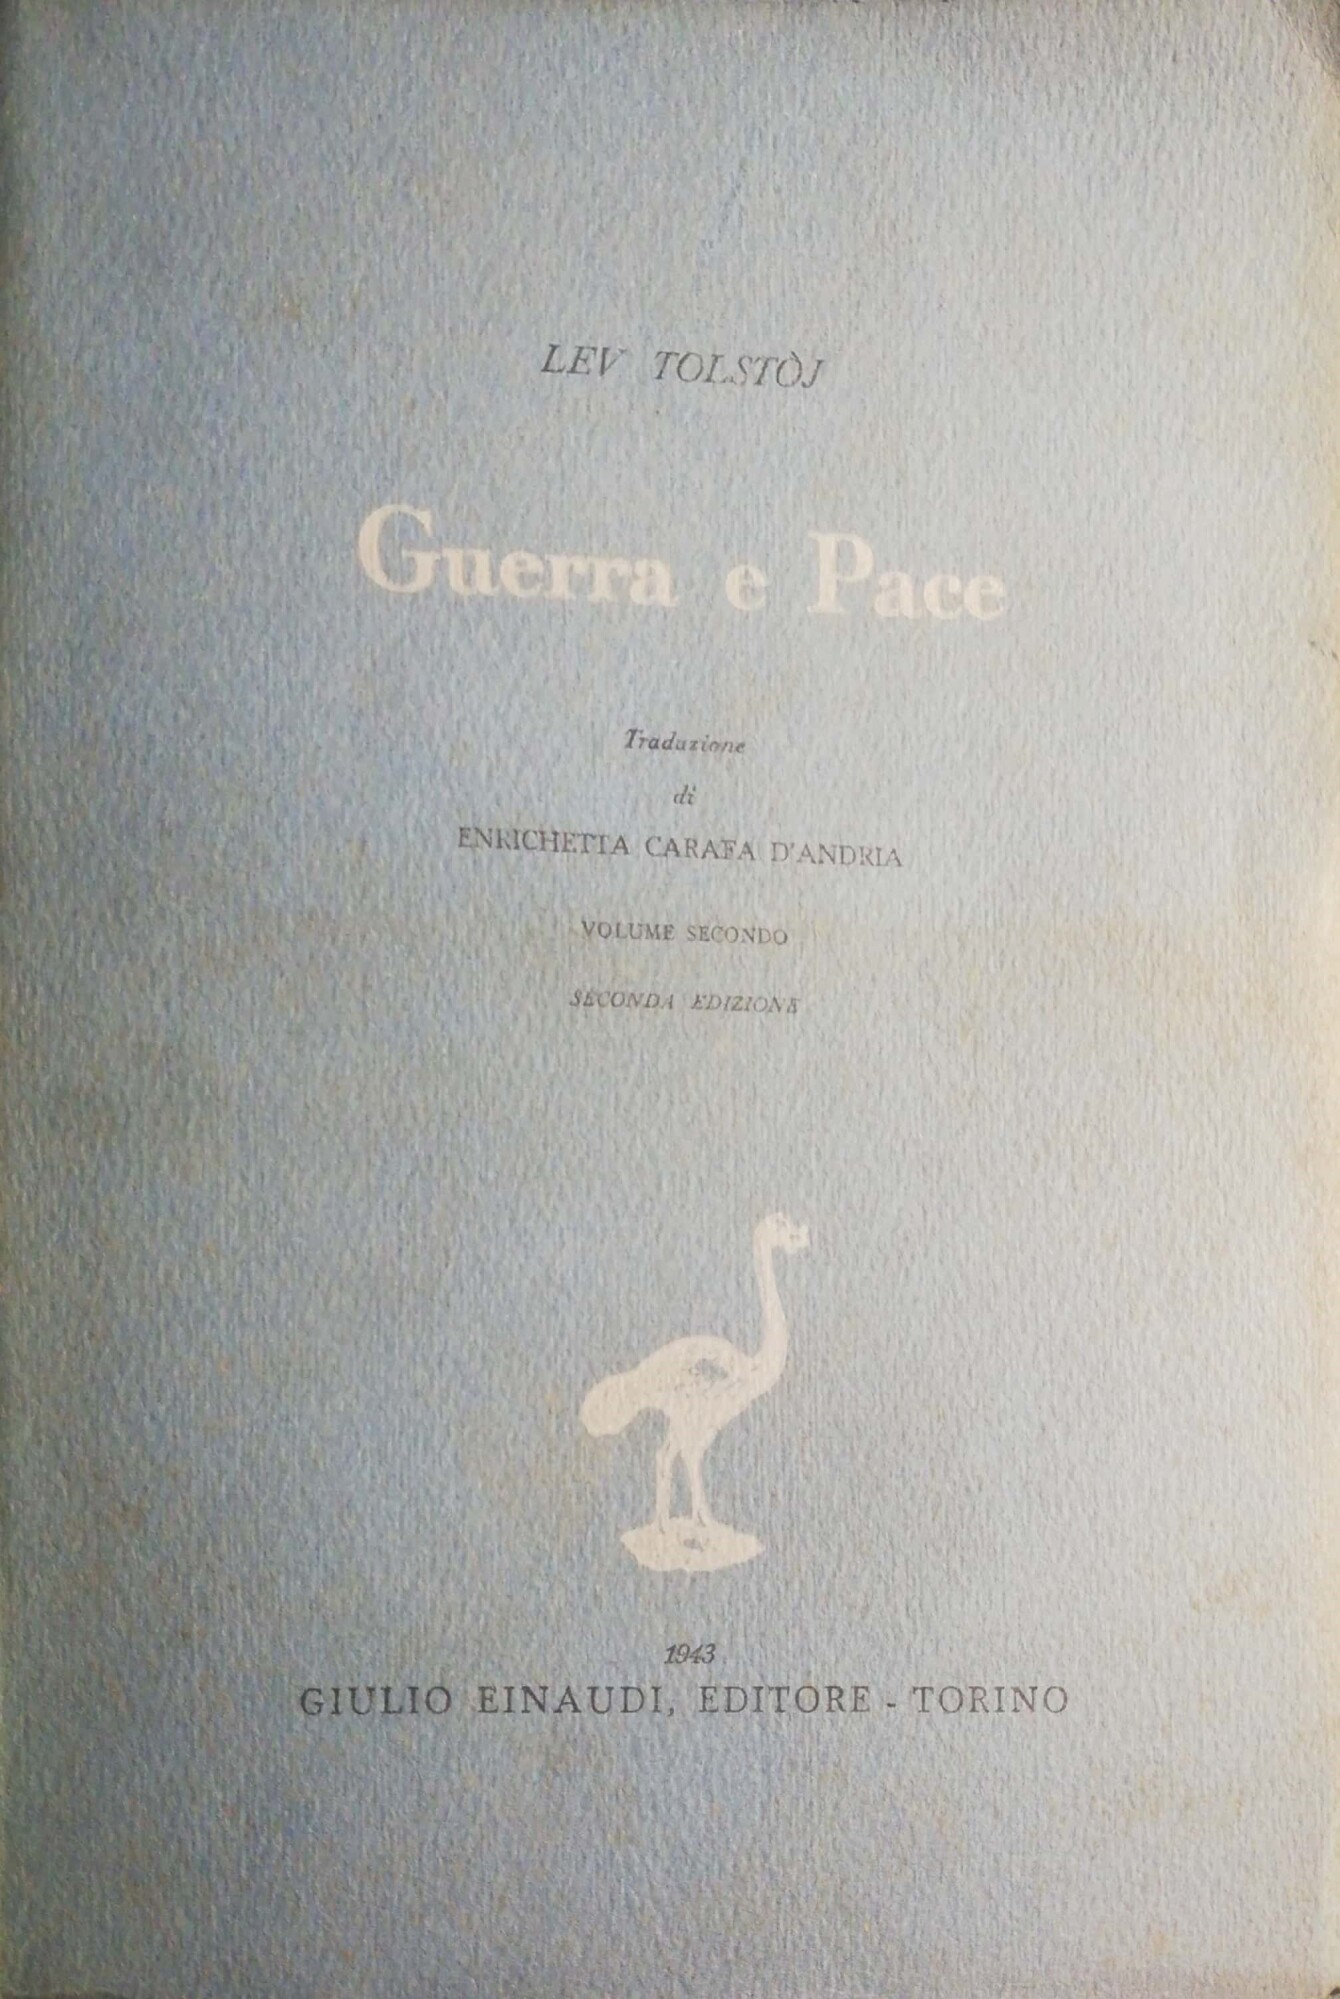 LEV TOLSTÒJ
Guerra e Pace
Traduzione
di
ENRICHETTA CARAFA D'ANDRIA
VOLUME SECONDO
SECONDA EDIZIONE
1943
GIULIO EINAUDI, EDITORE - TORINO